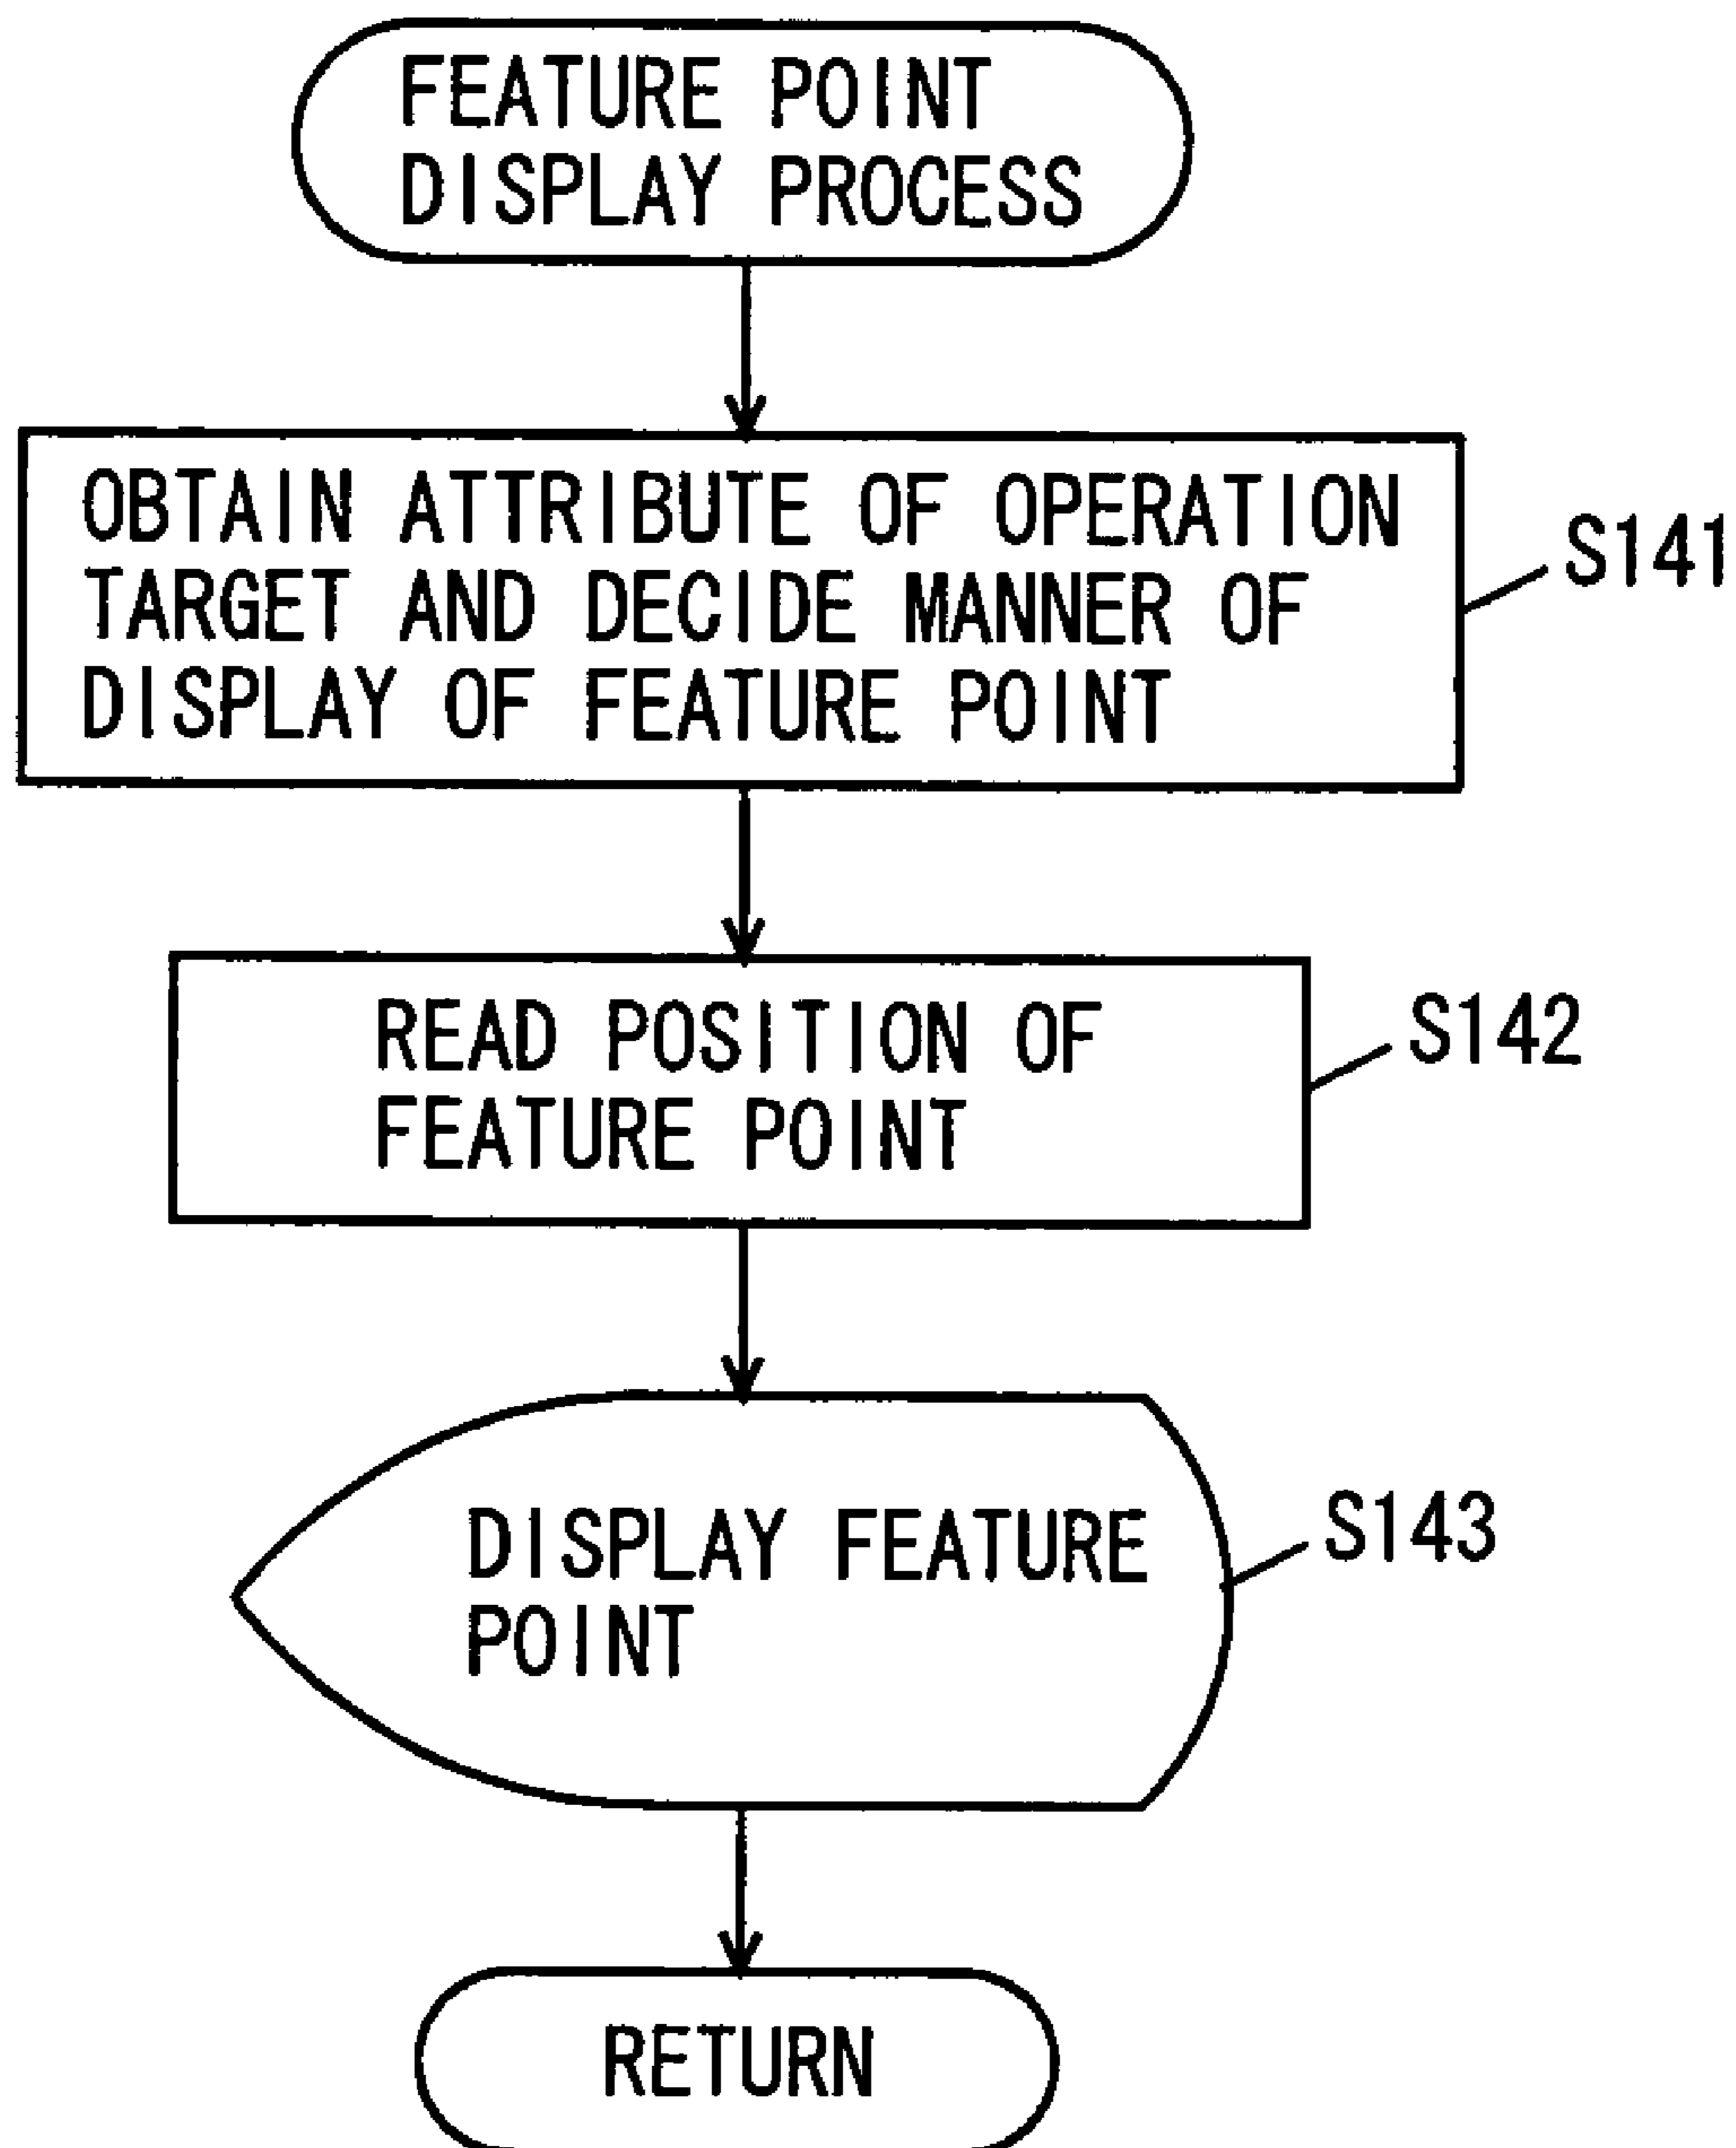 FEATURE POINT
DISPLAY PROCESS
OBTAIN ATTRIBUTE OF OPERATION
TARGET AND DECIDE MANNER OF
DISPLAY OF FEATURE POINT
S141
READ POSITION OF
FEATURE POINT
S142
DISPLAY FEATURE
POINT
S143
RETURN